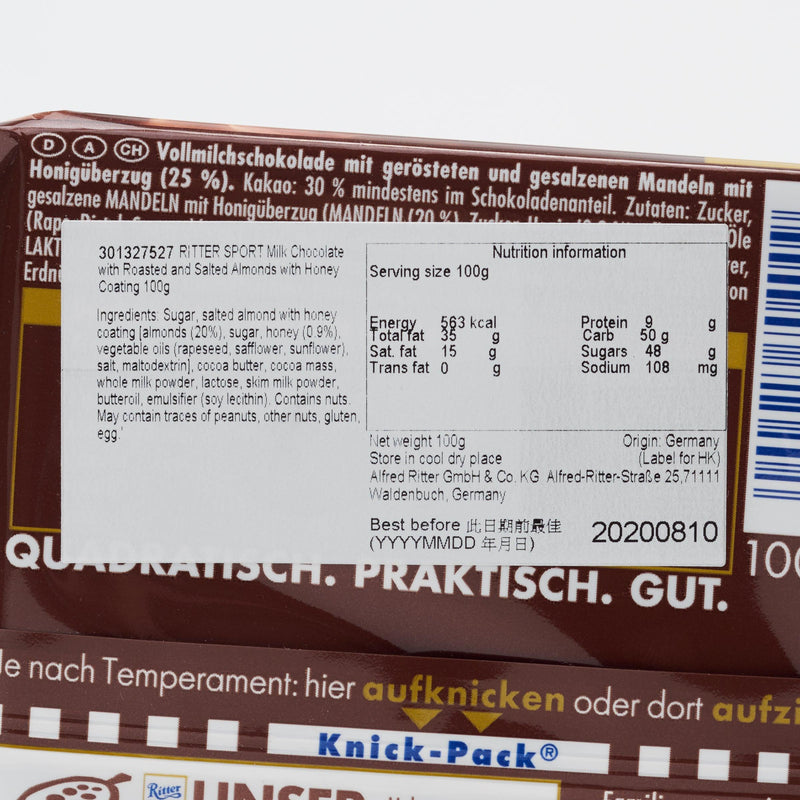 D A CH Vollmilchschokolade mit gerösteten und gesalzenen Mandeln mit
Honigüberzug (25 %). Kakao: 30 % mindestens im Schokoladenanteil. Zutaten: Zucker,
gesalzene MANDELN mit Honigüberzug (MANDELN (20 %), Zucker,
Öle
LAKT
301327527 RITTER SPORT Milk Chocolate
with Roasted and Salted Almonds with Honey
Coating 100g
Ingredients: Sugar, salted almond with honey
coating [almonds (20%), sugar, honey (0.9%),
vegetable oils (rapeseed, safflower, sunflower),
salt, maltodextrin], cocoa butter, cocoa mass,
whole milk powder, lactose, skim milk powder,
butteroil, emulsifier (soy lecithin). Contains nuts.
May contain traces of peanuts, other nuts, gluten,
egg.
Nutrition information
Serving size 100g
Energy 563 kcal Protein 9 g
Total fat 35 g Carb 50 g
Sat. fat 15 g Sugars 48 g
Trans fat 0 g Sodium 108 mg
Net weight 100g Origin: Germany
Store in cool dry place (Label for HK)
Alfred Ritter GmbH & Co. KG Alfred-Ritter-Straße 25,71111
Waldenbuch, Germany
Best before 此日期前最佳 20200810
(YYYYMMDD 年月日)
QUADRATISCH. PRAKTISCH. GUT.
100
Je nach Temperament: hier aufknicken oder dort aufzi
Knick-Pack®
Ritter
UNSER